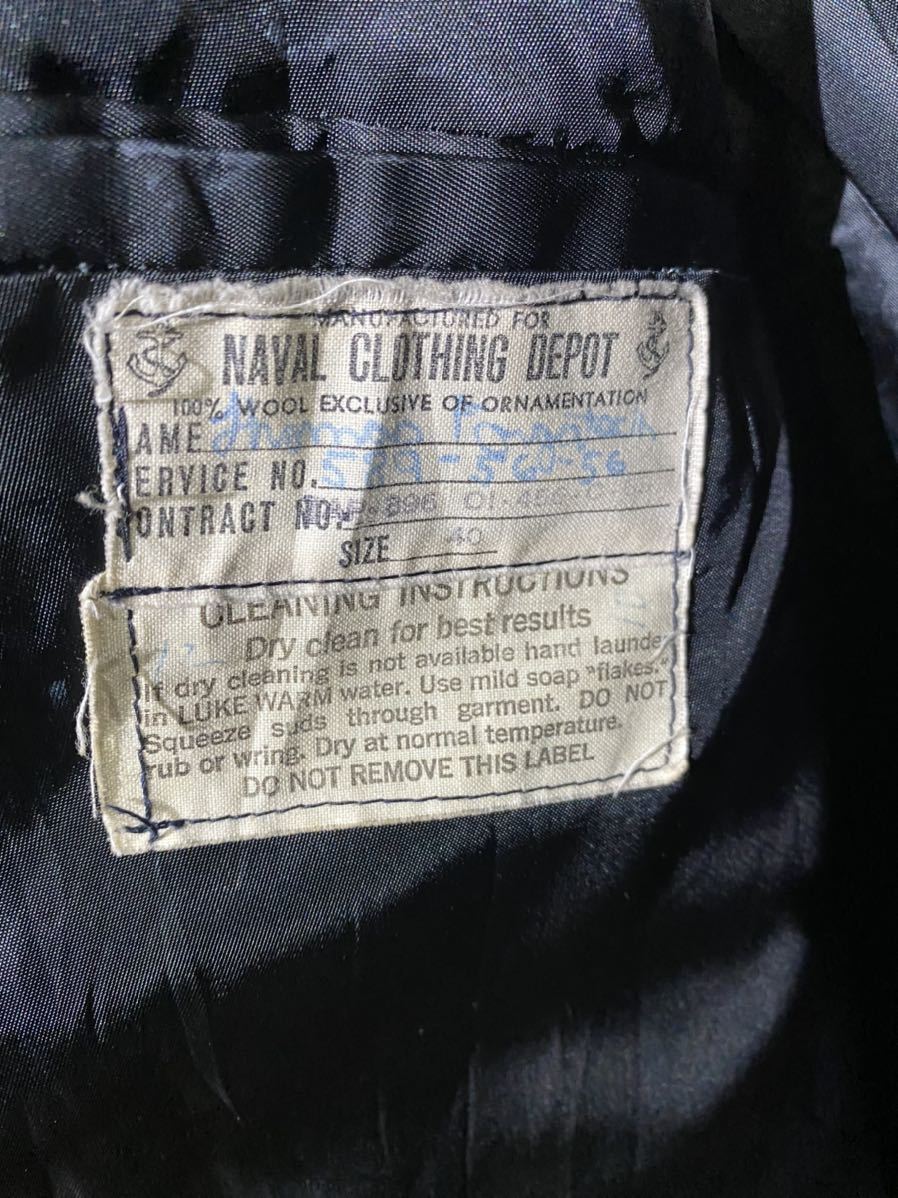 MANUFACTURED FOR
NAVAL CLOTHING DEPOT
100% WOOL EXCLUSIVE OF ORNAMENTATION
AME
ERVICE NO.
ONTRACT NO.
SIZE 40
CLEANING INSTRUCTIONS
Dry clean for best results
If dry cleaning is not available hand launde
in LUKE WARM water. Use mild soap "flakes."
Squeeze suds through garment. DO NOT
rub or wring. Dry at normal temperature.
DO NOT REMOVE THIS LABEL